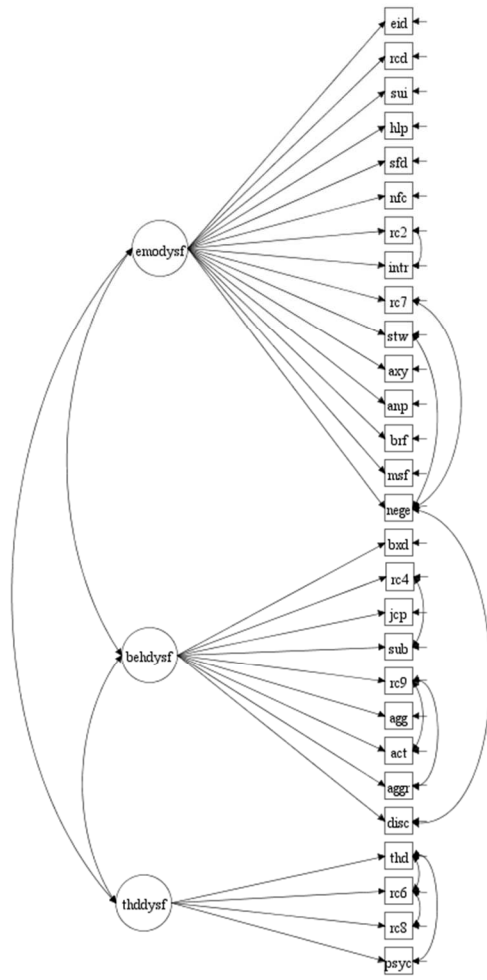 eid
rcd
sui
hlp
sfd
nfc
rc2
emodysf
intr
rc7
stw
axy
anp
brf
msf
nege
bxd
rc4
jcp
sub
behdysf
rc9
agg
act
aggr
disc
thd
rc6
thddysf
rc8
psyc